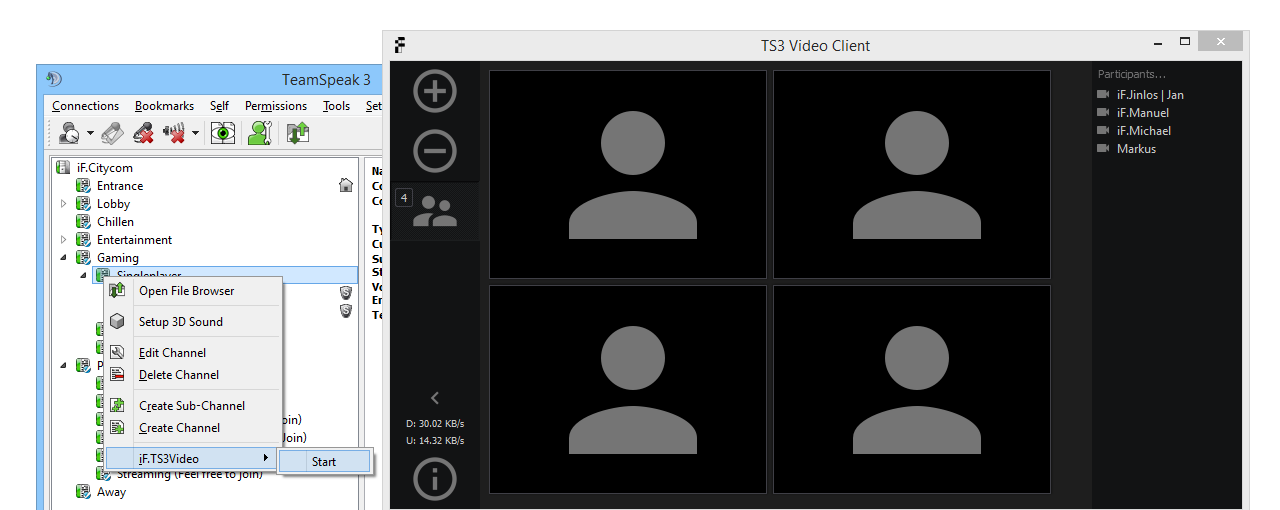 TeamSpeak 3
Connections Bookmarks Self Permissions Tools Set
iF.Citycom
Entrance
Lobby
Chillen
Entertainment
Gaming
Singleplayer
P
Open File Browser
Setup 3D Sound
Edit Channel
Delete Channel
Create Sub-Channel
Create Channel
iF.TS3Video
Start
oin)
Join)
Streaming (Feel free to join)
Away
Na
Co
Co
Ty
Cu
Su
St
Vo
En
Te
TS3 Video Client
4
D: 30.02 KB/s
U: 14.32 KB/s
Participants...
iF.Jinlos | Jan
iF.Manuel
iF.Michael
Markus